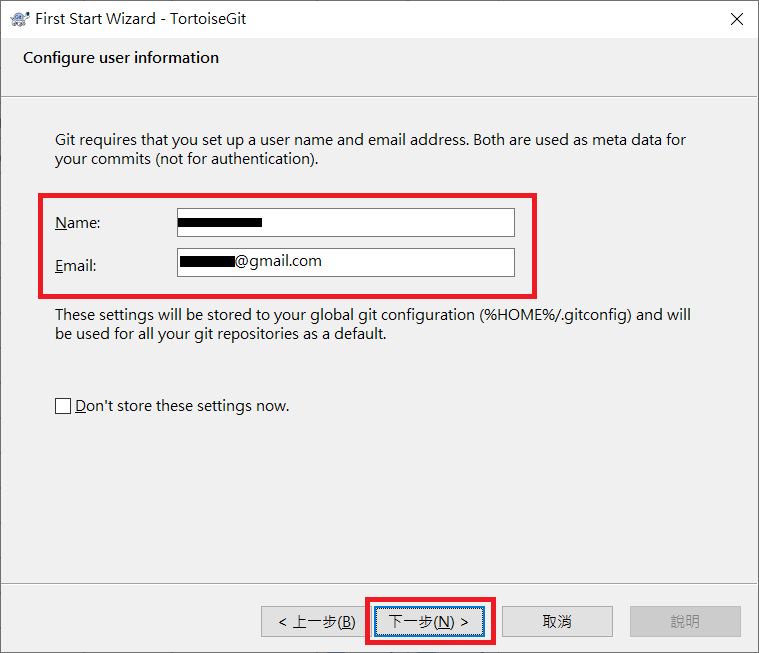 First Start Wizard - TortoiseGit
Configure user information
Git requires that you set up a user name and email address. Both are used as meta data for
your commits (not for authentication).
Name:
Email:
@gmail.com
These settings will be stored to your global git configuration (%HOME%/.gitconfig) and will
be used for all your git repositories as a default.
Don't store these settings now.
< 上一步(B)
下一步(N) >
取消
說明